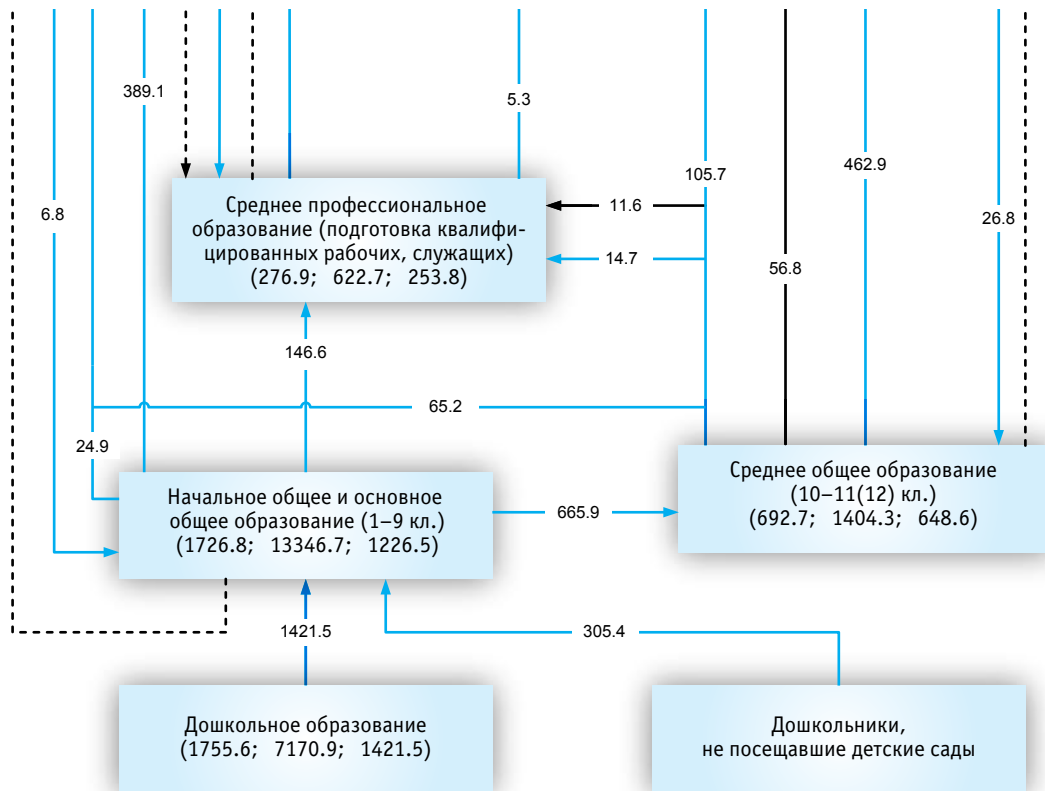 389.1
5.3
462.9
105.7
6.8
26.8
Среднее профессиональное
образование (подготовка квалифи-
цированных рабочих, служащих)
(276.9; 622.7; 253.8)
11.6
14.7
56.8
146.6
65.2
24.9
Начальное общее и основное
общее образование (1–9 кл.)
(1726.8; 13346.7; 1226.5)
665.9
Среднее общее образование
(10–11(12) кл.)
(692.7; 1404.3; 648.6)
1421.5
305.4
Дошкольное образование
(1755.6; 7170.9; 1421.5)
Дошкольники,
не посещавшие детские сады